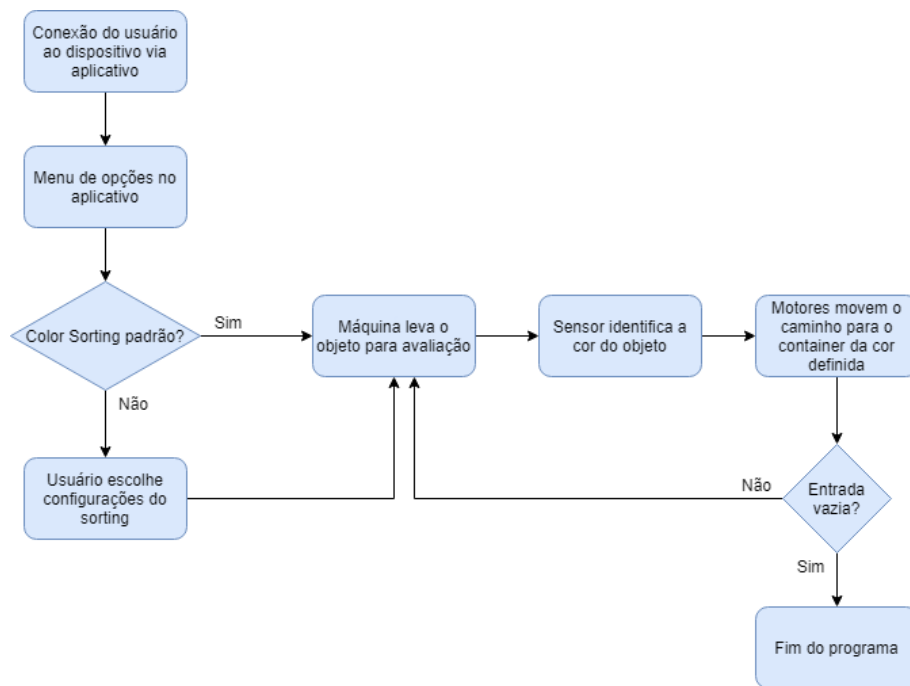 Conexão do usuário
ao dispositivo via
aplicativo
Menu de opções no
aplicativo
Color Sorting padrão?
Sim
Não
Usuário escolhe
configurações do
sorting
Máquina leva o
objeto para avaliação
Sensor identifica a
cor do objeto
Motores movem o
caminho para o
container da cor
definida
Entrada
vazia?
Não
Sim
Fim do programa